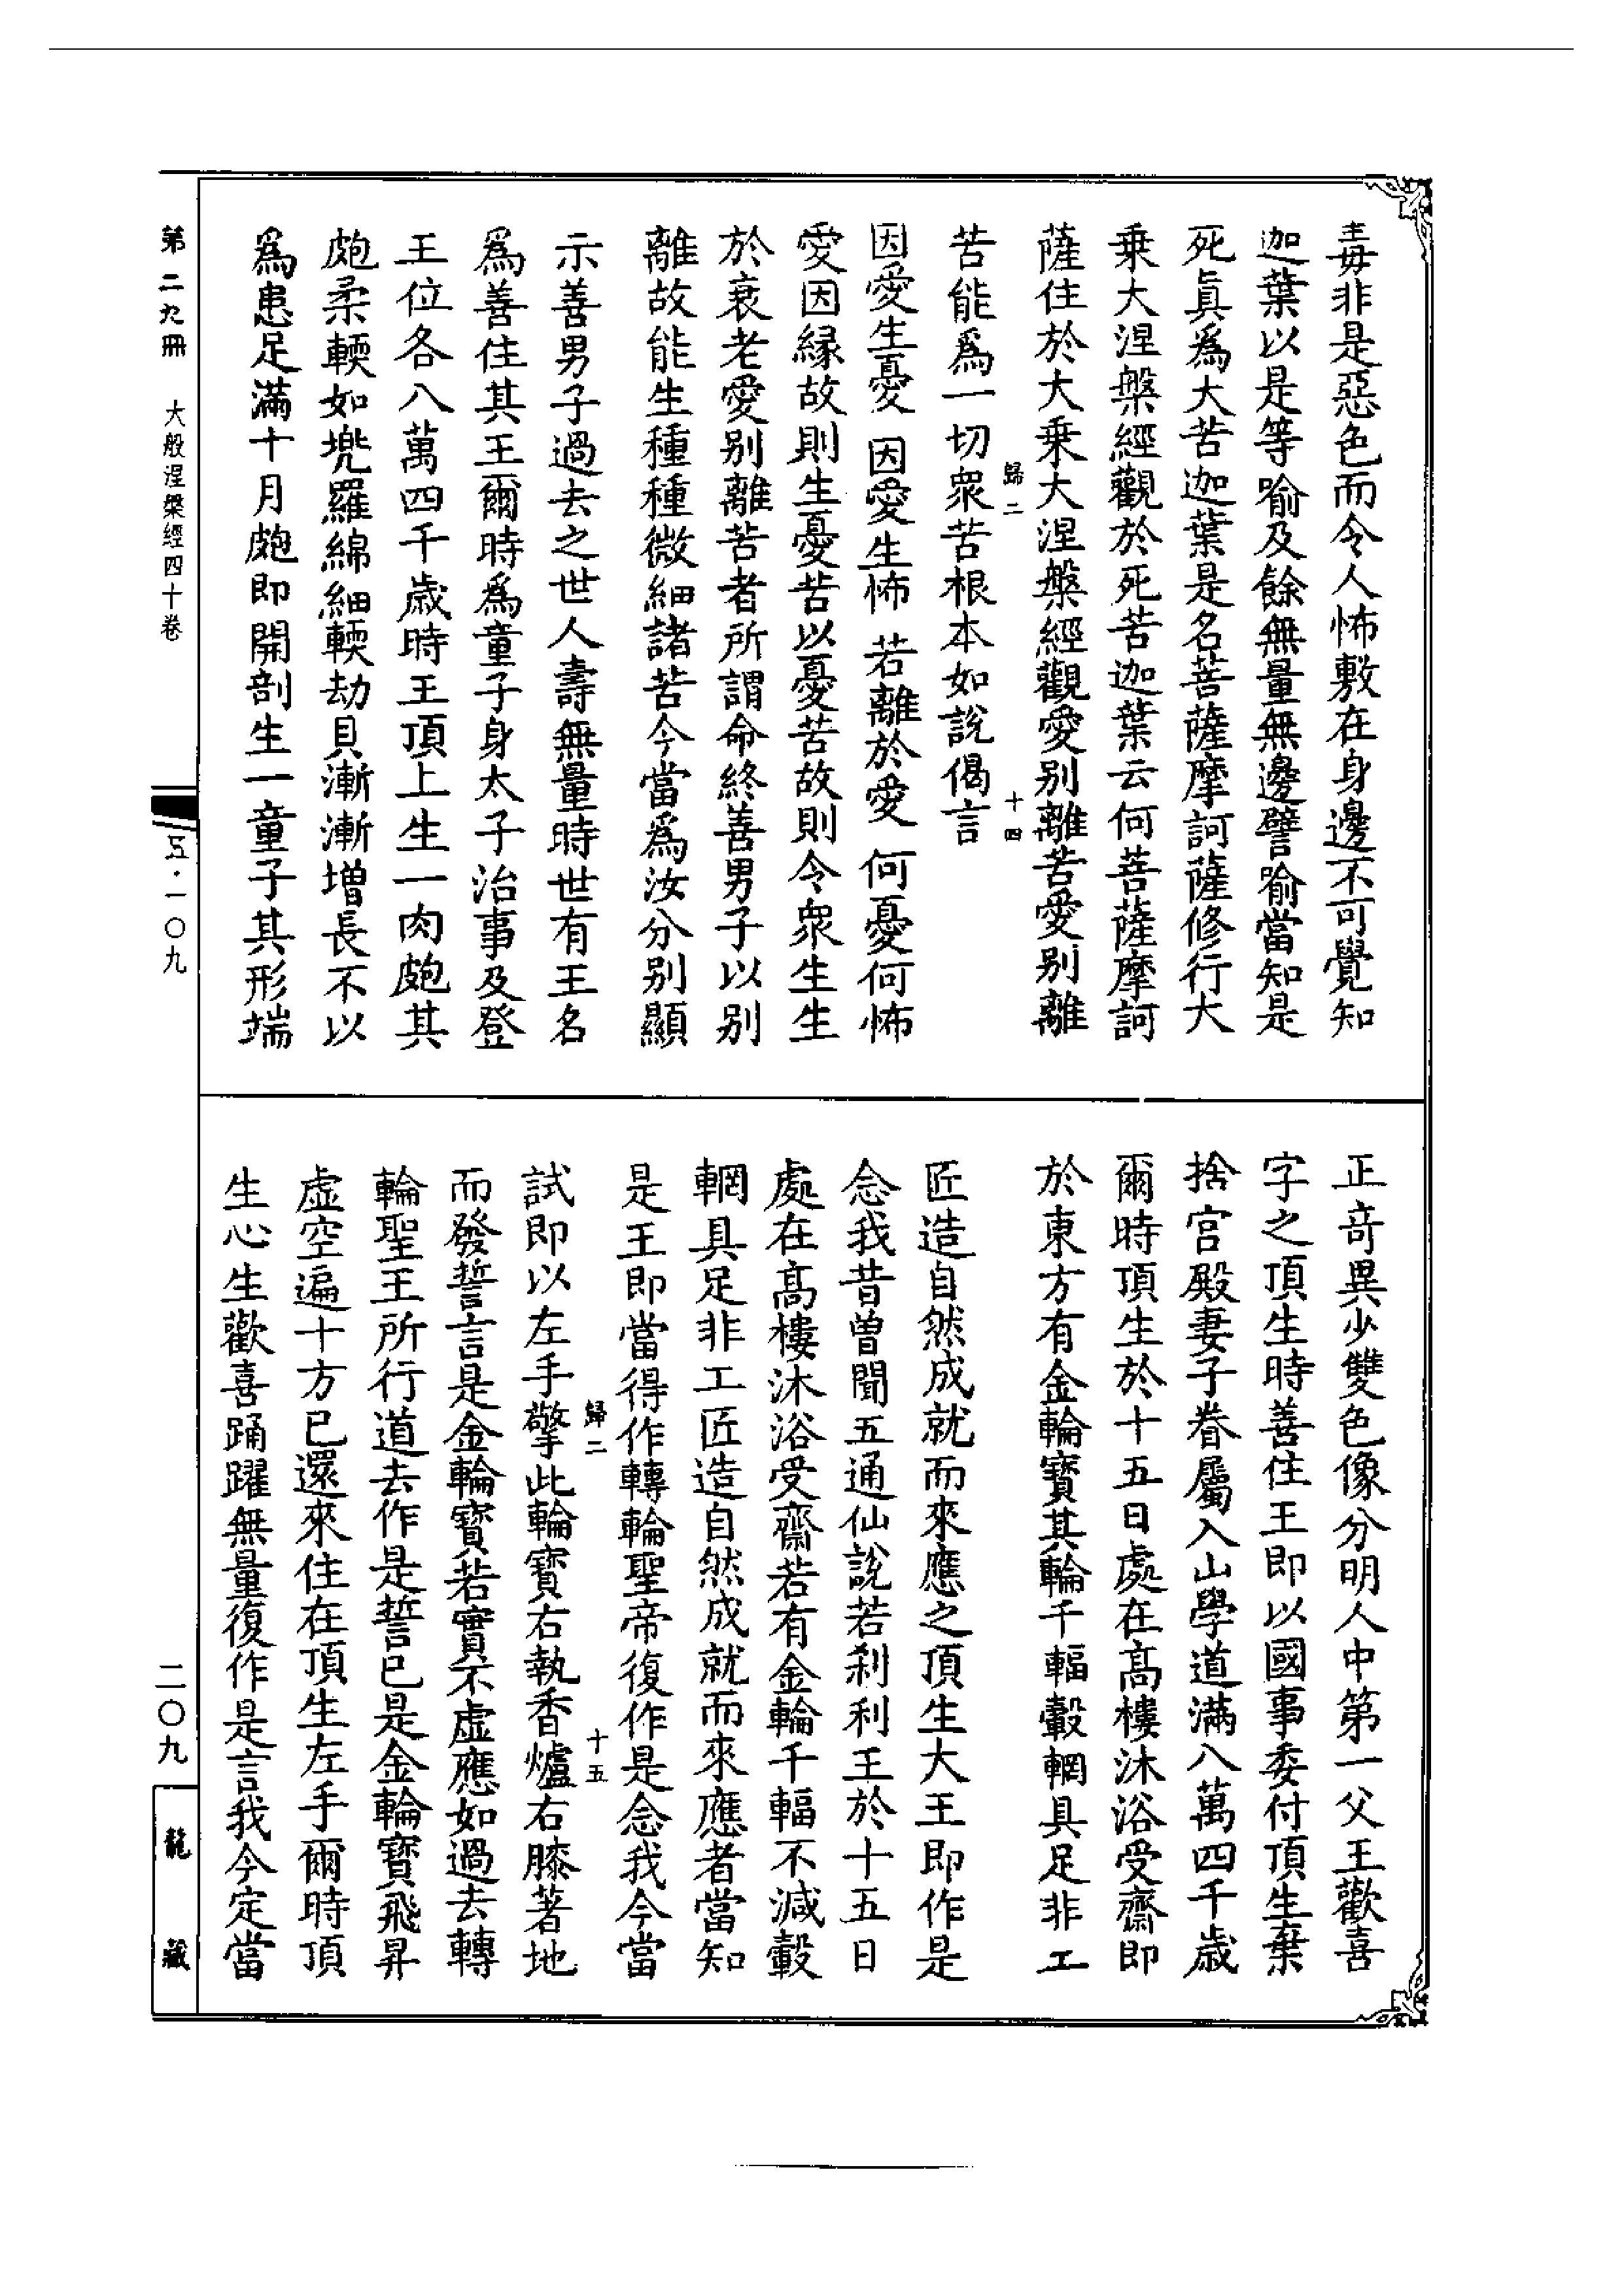 毒非是惡色而令人怖敷在身邊不可覺知
迦葉以是等喻及餘無量無邊譬喻當知是
死眞爲大苦迦葉是名菩薩摩訶薩修行大
乗大涅槃經觀於死苦迦葉云何菩薩摩訶
薩住於大乗大涅槃經觀愛别離苦愛别離
歸二 十四
苦能爲一切衆苦根本如說偈言
因愛生憂 因愛生怖 若離於愛 何憂何怖
愛因縁故則生憂苦以憂苦故則令衆生生
於衰老愛别離苦者所謂命終善男子以别
離故能生種種微細諸苦今當爲汝分别顯
示善男子過去之世人壽無量時世有王名
爲善住其王爾時爲童子身太子治事及登
王位各八萬四千歲時王頂上生一肉皰其
皰柔輭如兠羅綿細輭劫貝漸漸增長不以
爲患足滿十月皰即開剖生一童子其形端
正竒異少雙色像分明人中第一父王歡喜
字之頂生時善住王即以國事委付頂生棄
捨宫殿妻子眷屬入山學道滿八萬四千歲
爾時頂生於十五日處在髙樓沐浴受齋即
於東方有金輪寶其輪千輻轂輞具足非工
匠造自然成就而來應之頂生大王即作是
念我昔曾聞五通仙說若刹利王於十五日
處在髙樓沐浴受齋若有金輪千輻不減轂
輞具足非工匠造自然成就而來應者當知
是王即當得作轉輪聖帝復作是念我今當
歸二 十五
試即以左手擎此輪寶右執香爐右膝著地
而發誓言是金輪寶若實不虚應如過去轉
輪聖王所行道去作是誓已是金輪寶飛昇
虚空遍十方已還來住在頂生左手爾時頂
生心生歡喜踊躍無量復作是言我今定當
第二九冊 大般涅槃經四十卷
五·一〇九
二〇九
龍藏